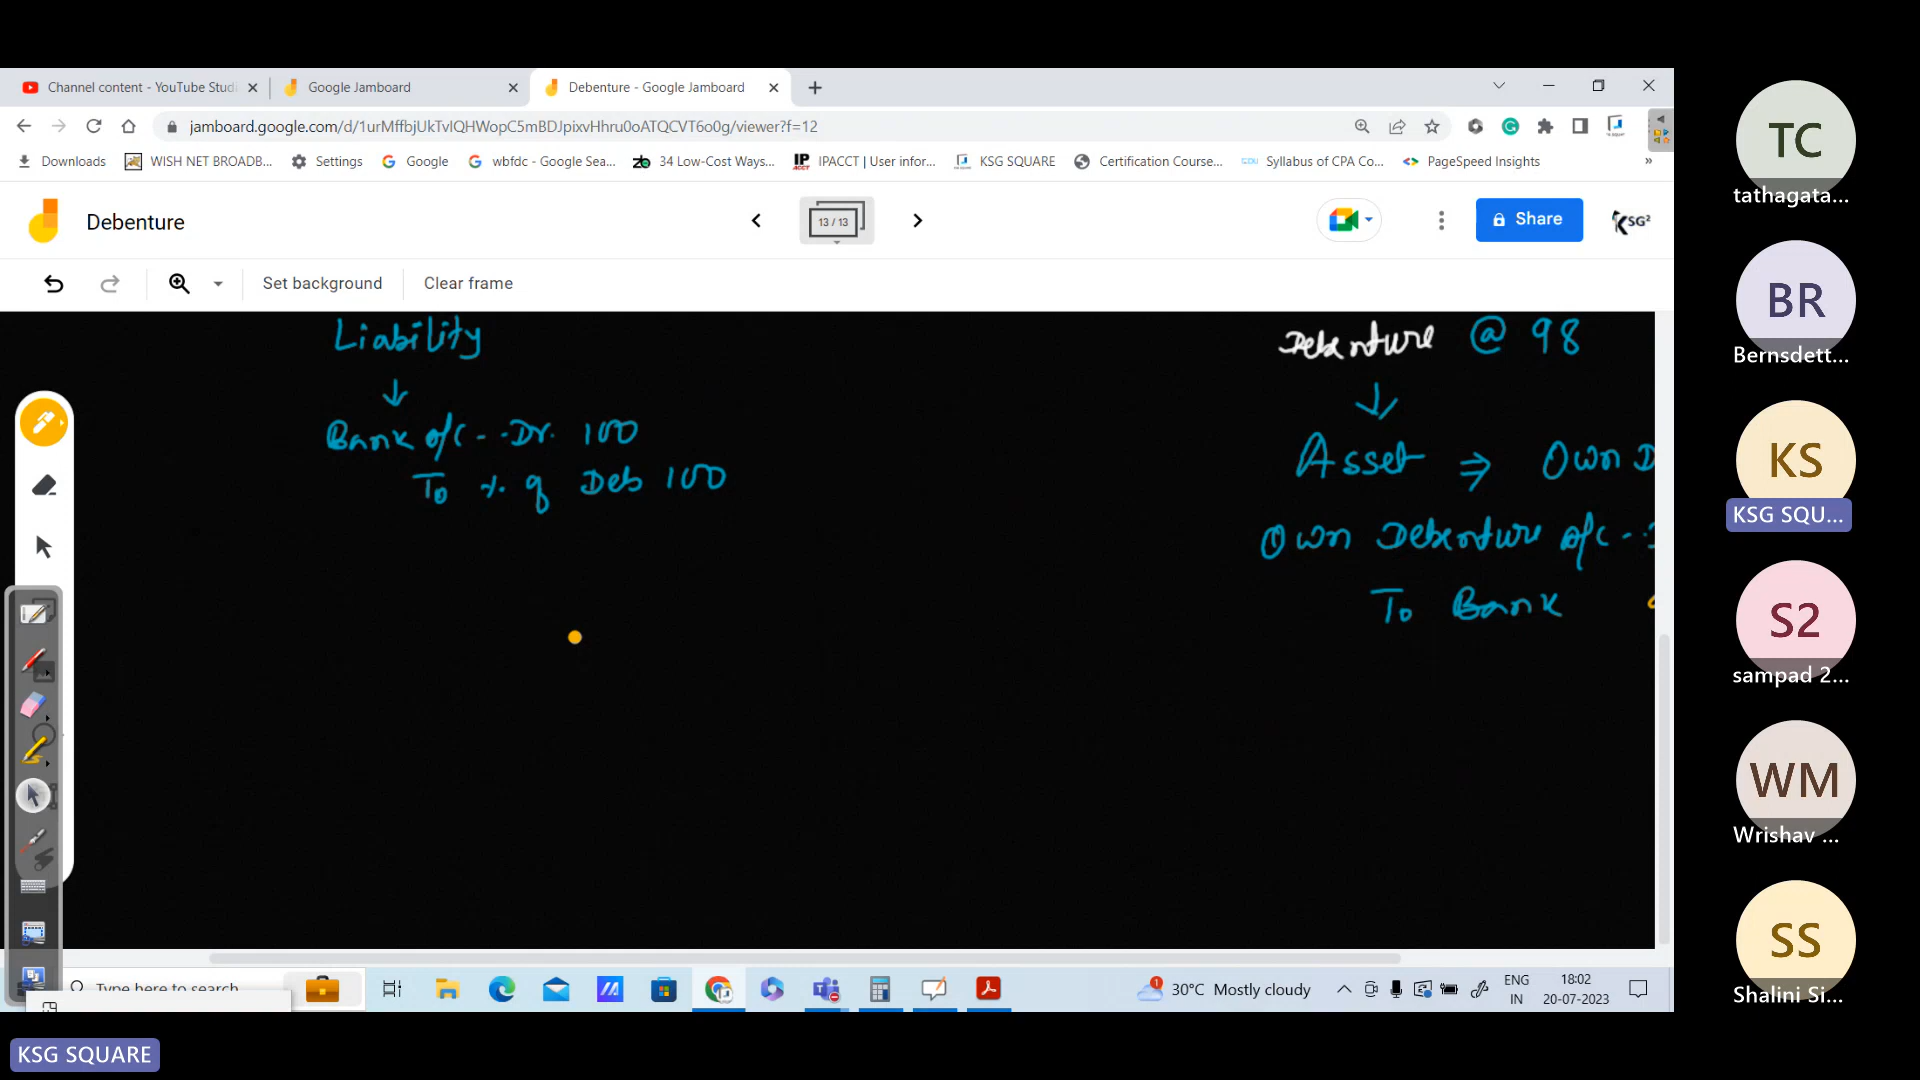 Channel content - YouTube Studi
Google Jamboard
Debenture - Google Jamboard
jamboard.google.com/d/1urMffbjUkTvIQHWopC5mBDJpixvHhru0oATQCVT6o0g/viewer?f=12
Downloads
WISH NET BROADB...
Settings
Google
wbfdc - Google Sea...
34 Low-Cost Ways...
IPACCT | User infor...
KSG SQUARE
Certification Course...
Syllabus of CPA Co...
PageSpeed Insights
»
Debenture
13 / 13
Share
KSG²
Set background
Clear frame
Liability
Bank a/c - - Dr. 100
To % of Deb 100
Debenture @ 98
Asset ⇒ Own D
Own Debenture a/c - -
To Bank
Type here to search
30°C Mostly cloudy
ENG
IN
18:02
20-07-2023
TC
tathagata...
BR
Bernsdett...
KS
KSG SQU...
S2
sampad 2...
WM
Wrishav ...
SS
Shalini Si...
KSG SQUARE